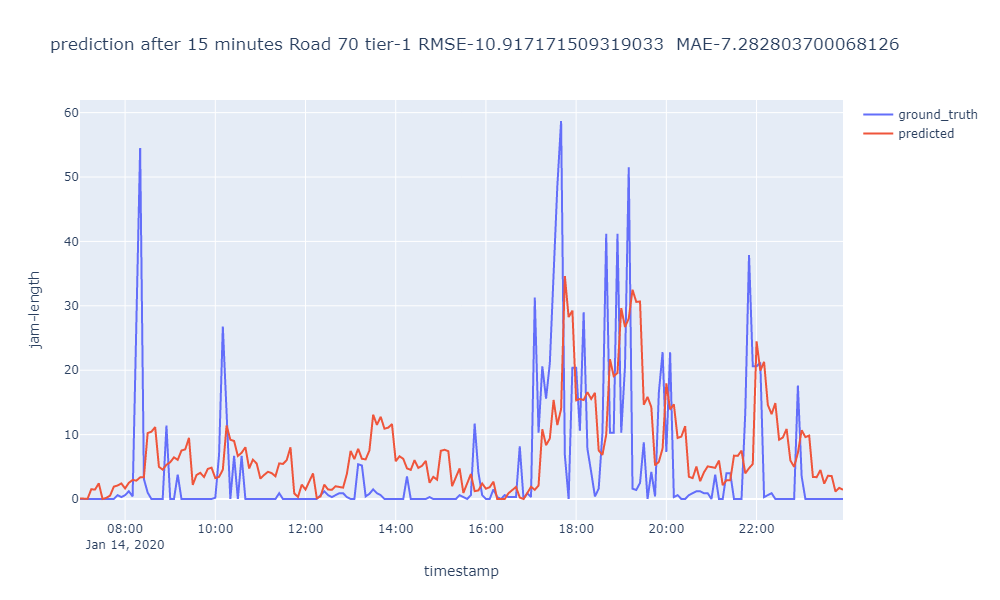 prediction after 15 minutes Road 70 tier-1 RMSE-10.917171509319033  MAE-7.282803700068126
ground_truth
predicted
60
50
40
30
20
10
0
jam-length
08:00 10:00 12:00 14:00 16:00 18:00 20:00 22:00
Jan 14, 2020
timestamp